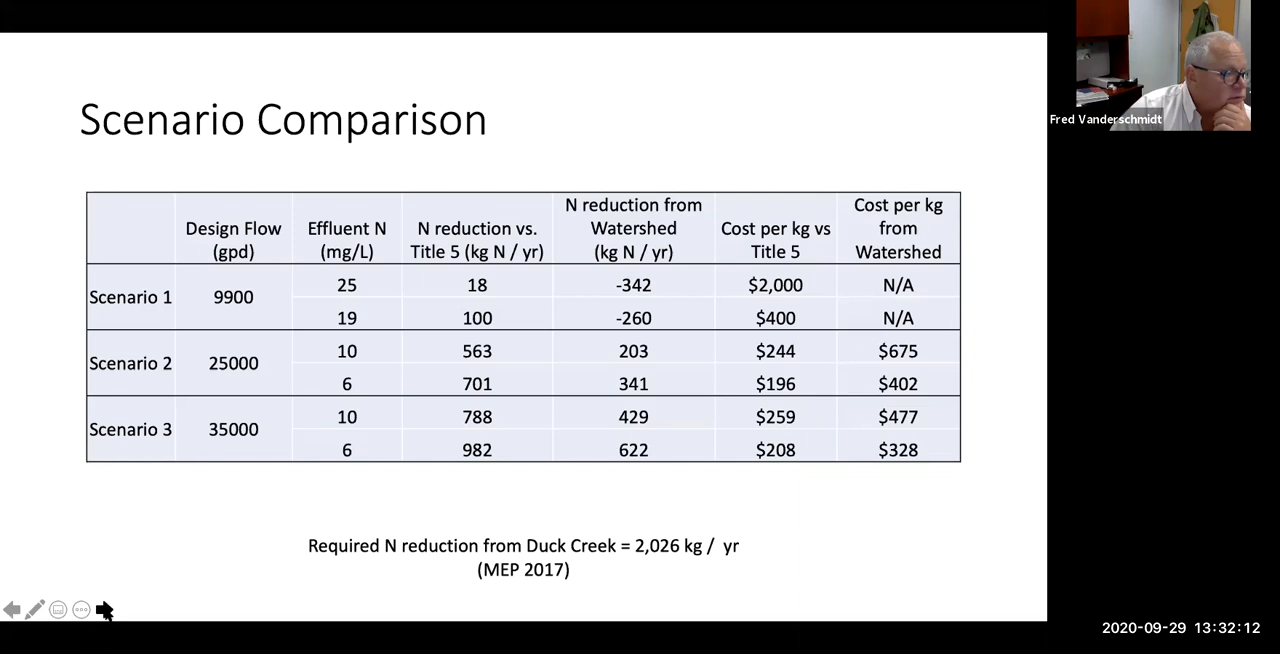 Scenario Comparison
Design Flow (gpd) Effluent N (mg/L) N reduction vs. Title 5 (kg N / yr) N reduction from Watershed (kg N / yr) Cost per kg vs Title 5 Cost per kg from Watershed
Scenario 1 9900 25 18 -342 $2,000 N/A
19 100 -260 $400 N/A
Scenario 2 25000 10 563 203 $244 $675
6 701 341 $196 $402
Scenario 3 35000 10 788 429 $259 $477
6 982 622 $208 $328
Required N reduction from Duck Creek = 2,026 kg / yr
(MEP 2017)
Fred Vanderschmidt
2020-09-29 13:32:12